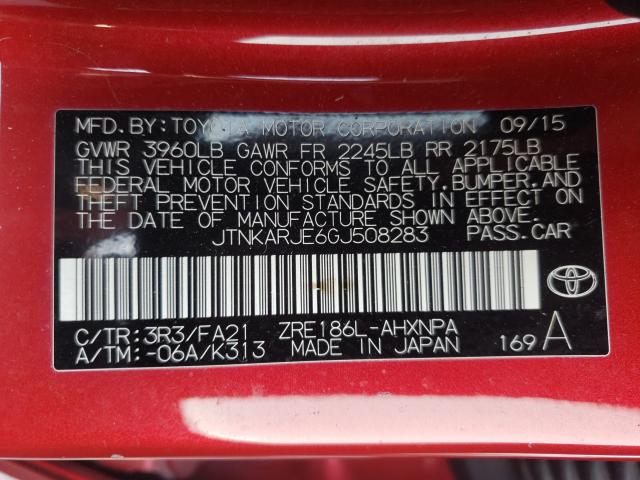 MFD.BY:TOYOTA MOTOR CORPORATION 09/15
GVWR 3960LB GAWR FR 2245LB RR 2175LB
THIS VEHICLE CONFORMS TO ALL APPLICABLE
FEDERAL MOTOR VEHICLE SAFETY,BUMPER,AND
THEFT PREVENTION STANDARDS IN EFFECT ON
THE DATE OF MANUFACTURE SHOWN ABOVE.
JTNKARJE6GJ508283 PASS.CAR
C/TR:3R3/FA21 ZRE186L-AHXNPA
A/TM:-06A/K313 MADE IN JAPAN 169 A